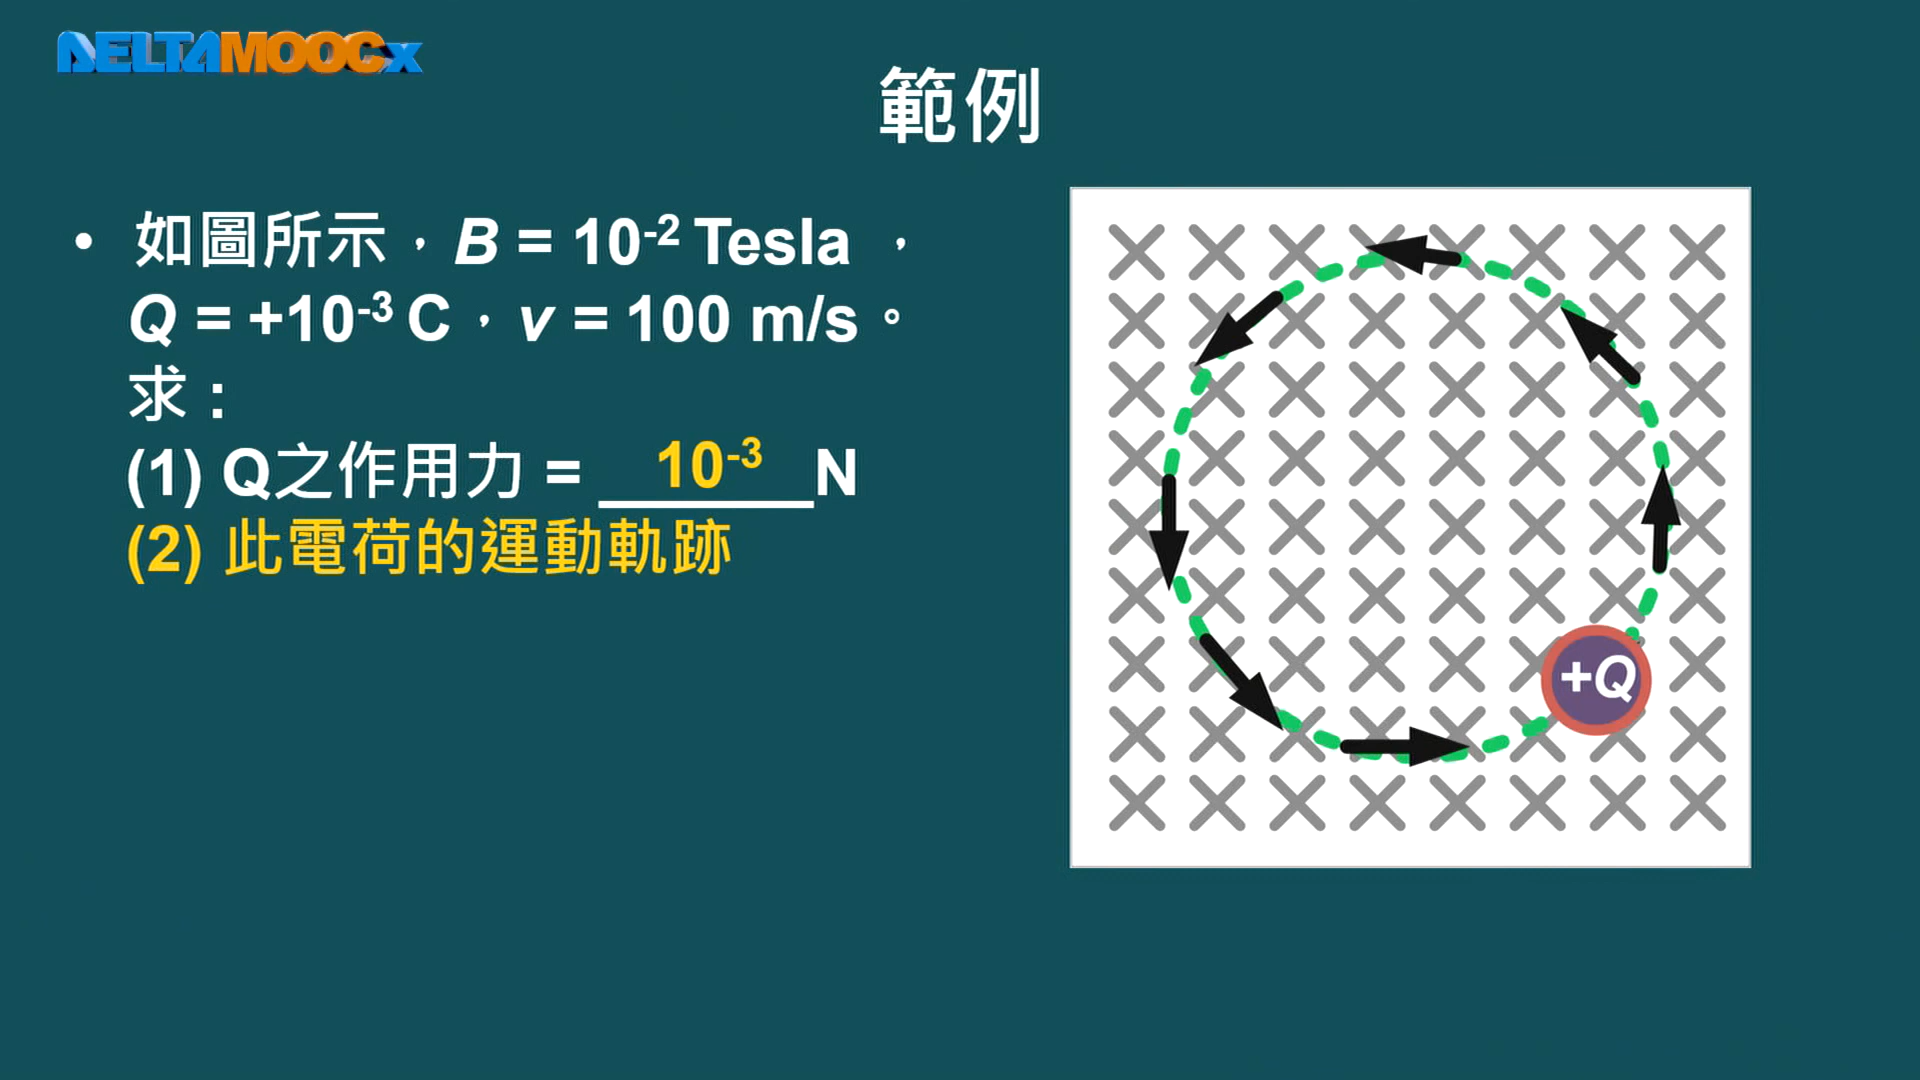 DELTAMOOCx
範例
• 如圖所示，B = 10⁻² Tesla ，
Q = +10⁻³ C，v = 100 m/s。
求：
(1) Q之作用力 = 10⁻³ N
(2) 此電荷的運動軌跡
+Q